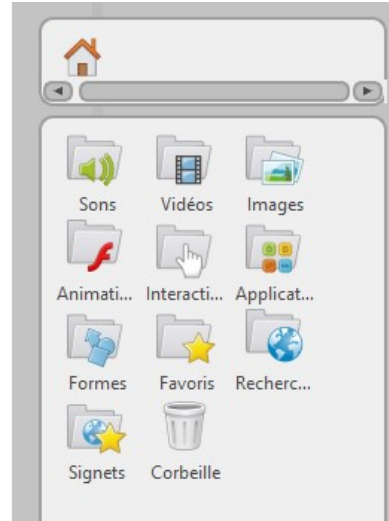 Sons Vidéos Images
Animati... Interacti... Applicat...
Formes Favoris Recherc...
Signets Corbeille